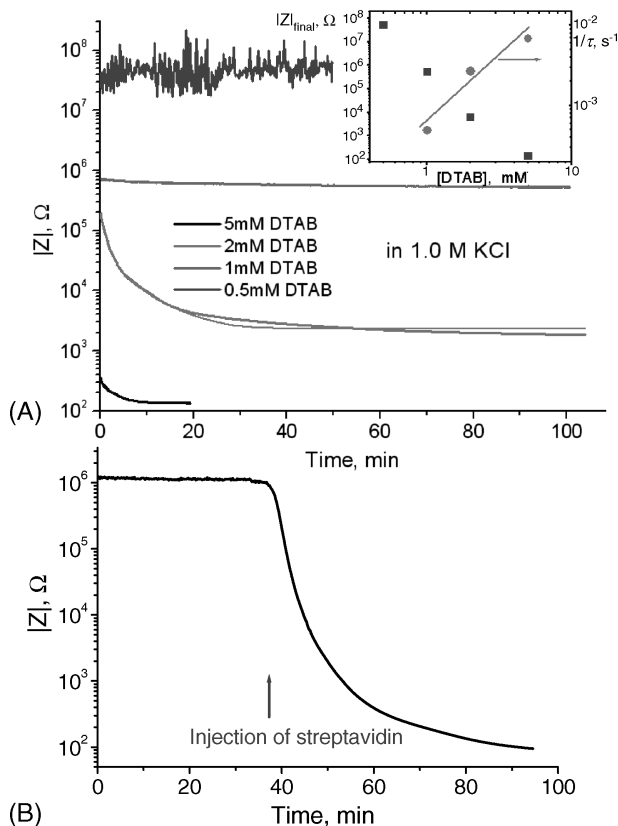 |Z|final, Ω
10⁷
10⁶
10⁵
10⁴
10³
10²
10⁻²
1/τ, s⁻¹
10⁻³
1
10
[DTAB], mM
10⁸
10⁷
10⁶
10⁵
10⁴
10³
10²
|Z|, Ω
5mM DTAB
2mM DTAB
1mM DTAB
0.5mM DTAB
in 1.0 M KCl
0 20 40 60 80 100
Time, min
(A)
10⁶
10⁵
10⁴
10³
10²
|Z|, Ω
Injection of streptavidin
0 20 40 60 80 100
Time, min
(B)